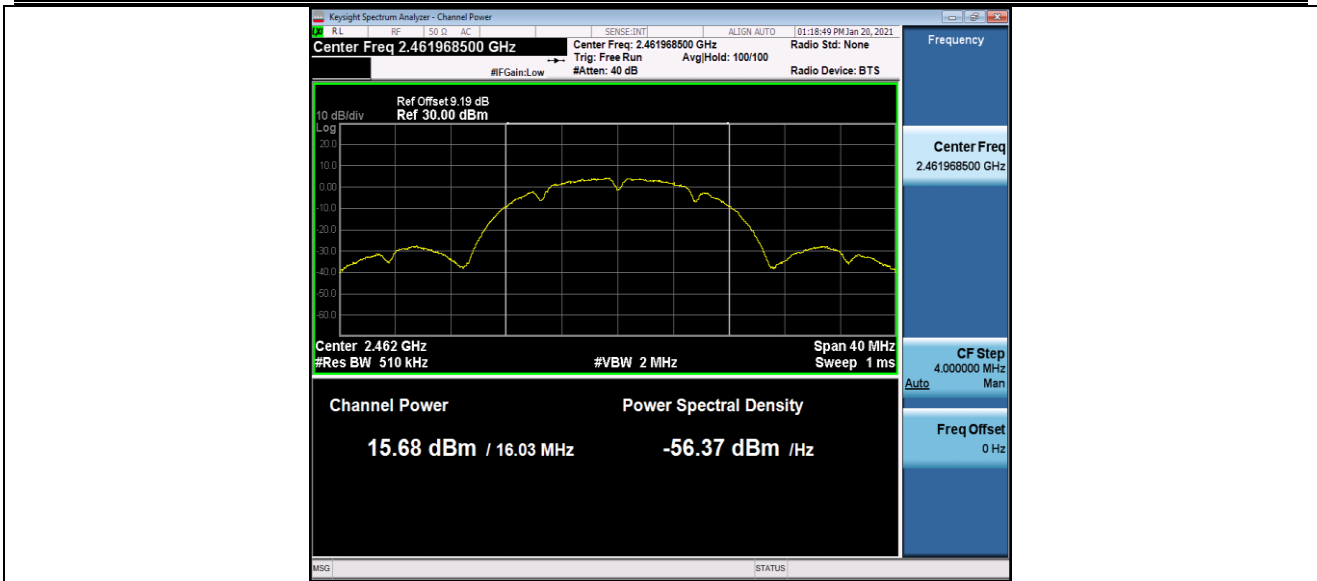 Keysight Spectrum Analyzer - Channel Power
RL RF 50 Ω AC SENSE:INT ALIGN AUTO 01:18:49 PM Jan 20, 2021
Center Freq 2.461968500 GHz
Center Freq: 2.461968500 GHz
Radio Std: None
Trig: Free Run Avg|Hold: 100/100
#IFGain:Low
#Atten: 40 dB
Radio Device: BTS
Ref Offset 9.19 dB
10 dB/div Ref 30.00 dBm
Log
20.0
10.0
0.00
-10.0
-20.0
-30.0
-40.0
-50.0
-60.0
Center 2.462 GHz
Span 40 MHz
#Res BW 510 kHz
#VBW 2 MHz
Sweep 1 ms
Channel Power
Power Spectral Density
15.68 dBm / 16.03 MHz
-56.37 dBm /Hz
MSG
STATUS
Frequency
Center Freq
2.461968500 GHz
CF Step
4.000000 MHz
Auto Man
Freq Offset
0 Hz